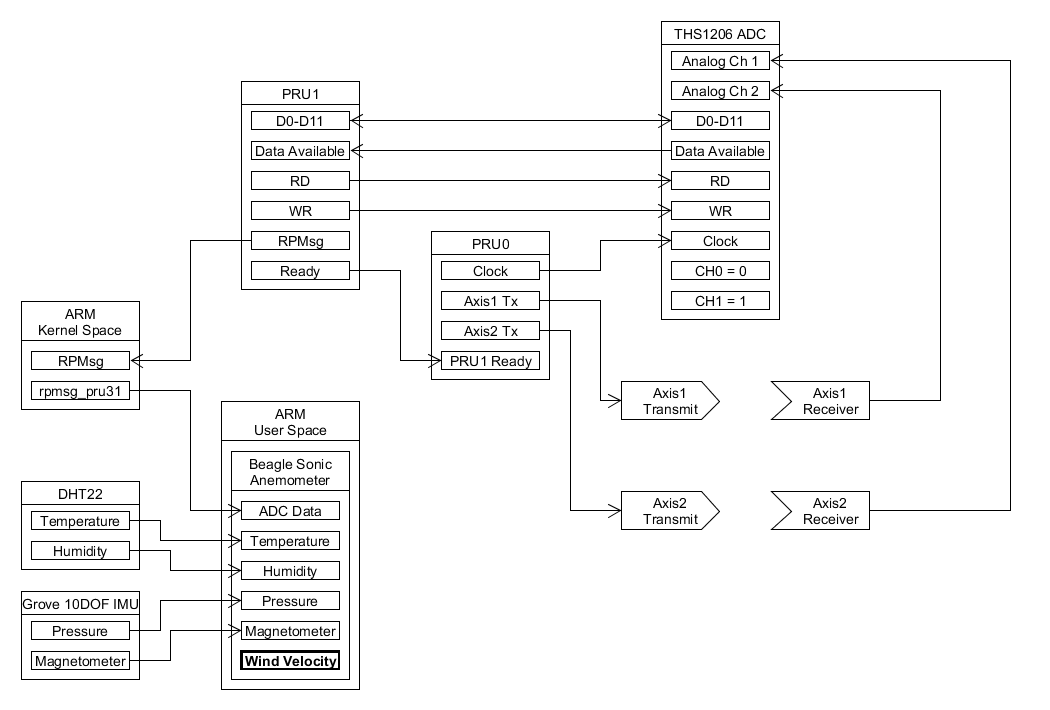 THS1206 ADC
Analog Ch 1
Analog Ch 2
D0-D11
Data Available
RD
WR
Clock
CH0 = 0
CH1 = 1
PRU1
D0-D11
Data Available
RD
WR
RPMsg
Ready
PRU0
Clock
Axis1 Tx
Axis2 Tx
PRU1 Ready
ARM
Kernel Space
RPMsg
rpmsg_pru31
Axis1
Transmit
Axis1
Receiver
Axis2
Transmit
Axis2
Receiver
ARM
User Space
Beagle Sonic
Anemometer
ADC Data
Temperature
Humidity
Pressure
Magnetometer
Wind Velocity
DHT22
Temperature
Humidity
Grove 10DOF IMU
Pressure
Magnetometer